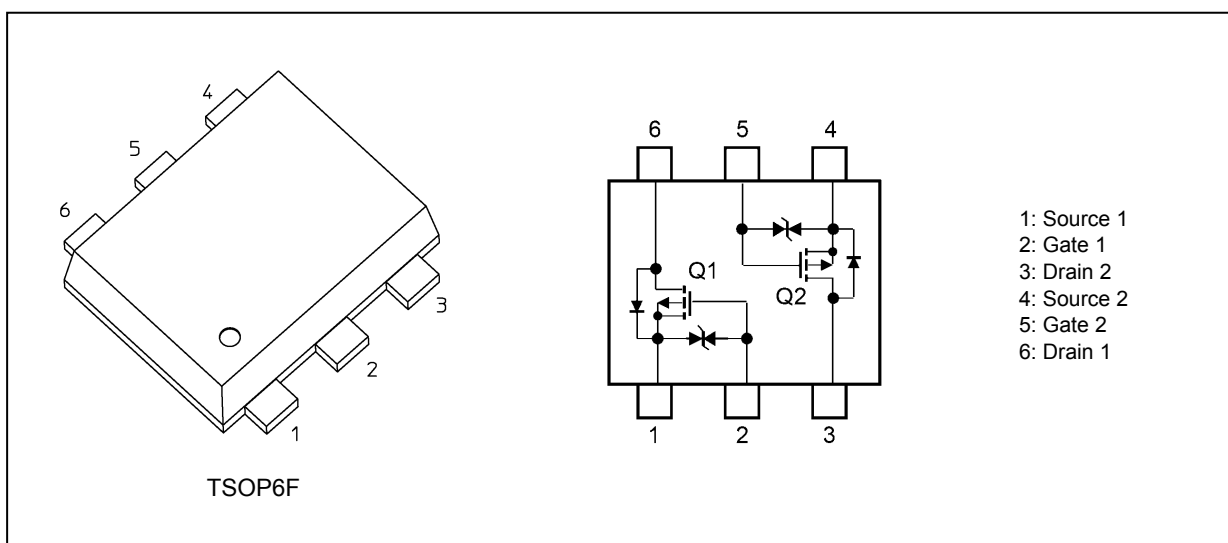 4
5
6
3
2
1
TSOP6F
6 5 4
Q1
Q2
1 2 3
1: Source 1
2: Gate 1
3: Drain 2
4: Source 2
5: Gate 2
6: Drain 1